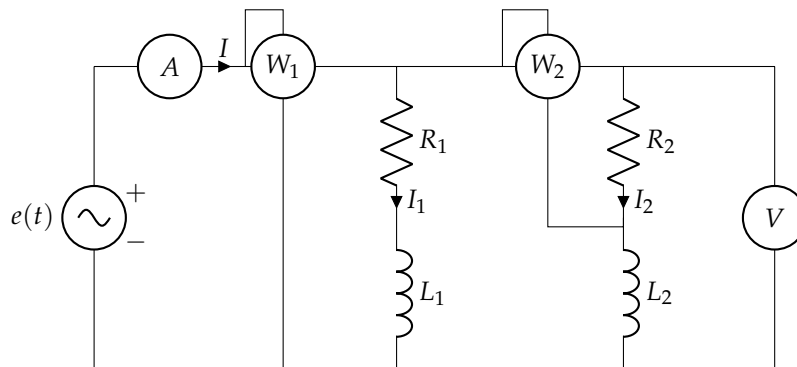 I
A
W₁
W₂
R₁
R₂
e(t)
+
−
I₁
I₂
V
L₁
L₂